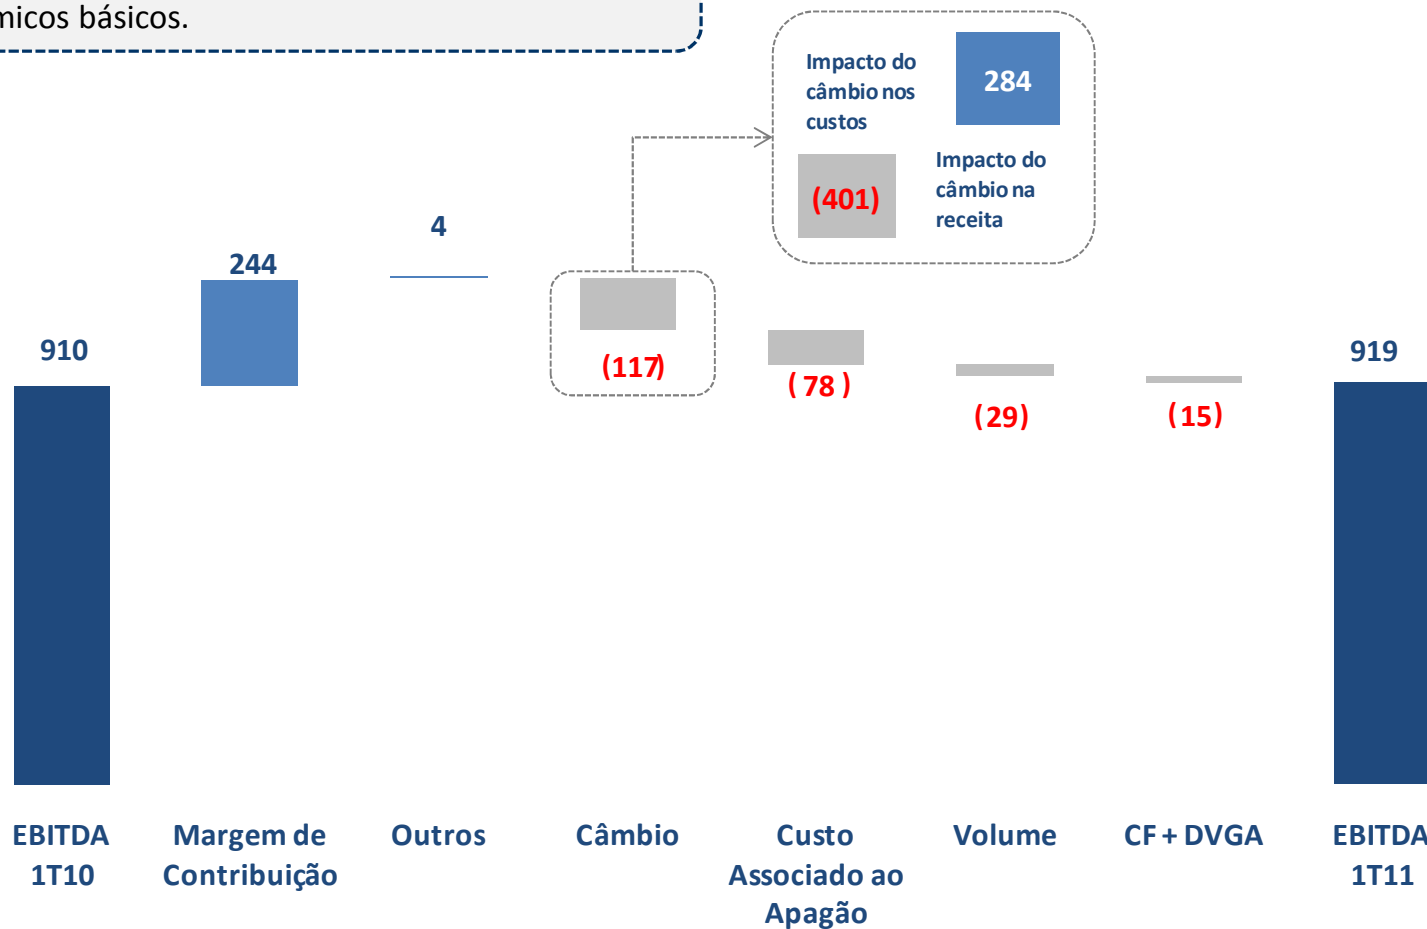 micos básicos.
Impacto do
câmbio nos
custos
284
(401)
Impacto do
câmbio na
receita
910
244
4
(117)
( 78 )
(29)
(15)
919
EBITDA
1T10
Margem de
Contribuição
Outros
Câmbio
Custo
Associado ao
Apagão
Volume
CF + DVGA
EBITDA
1T11